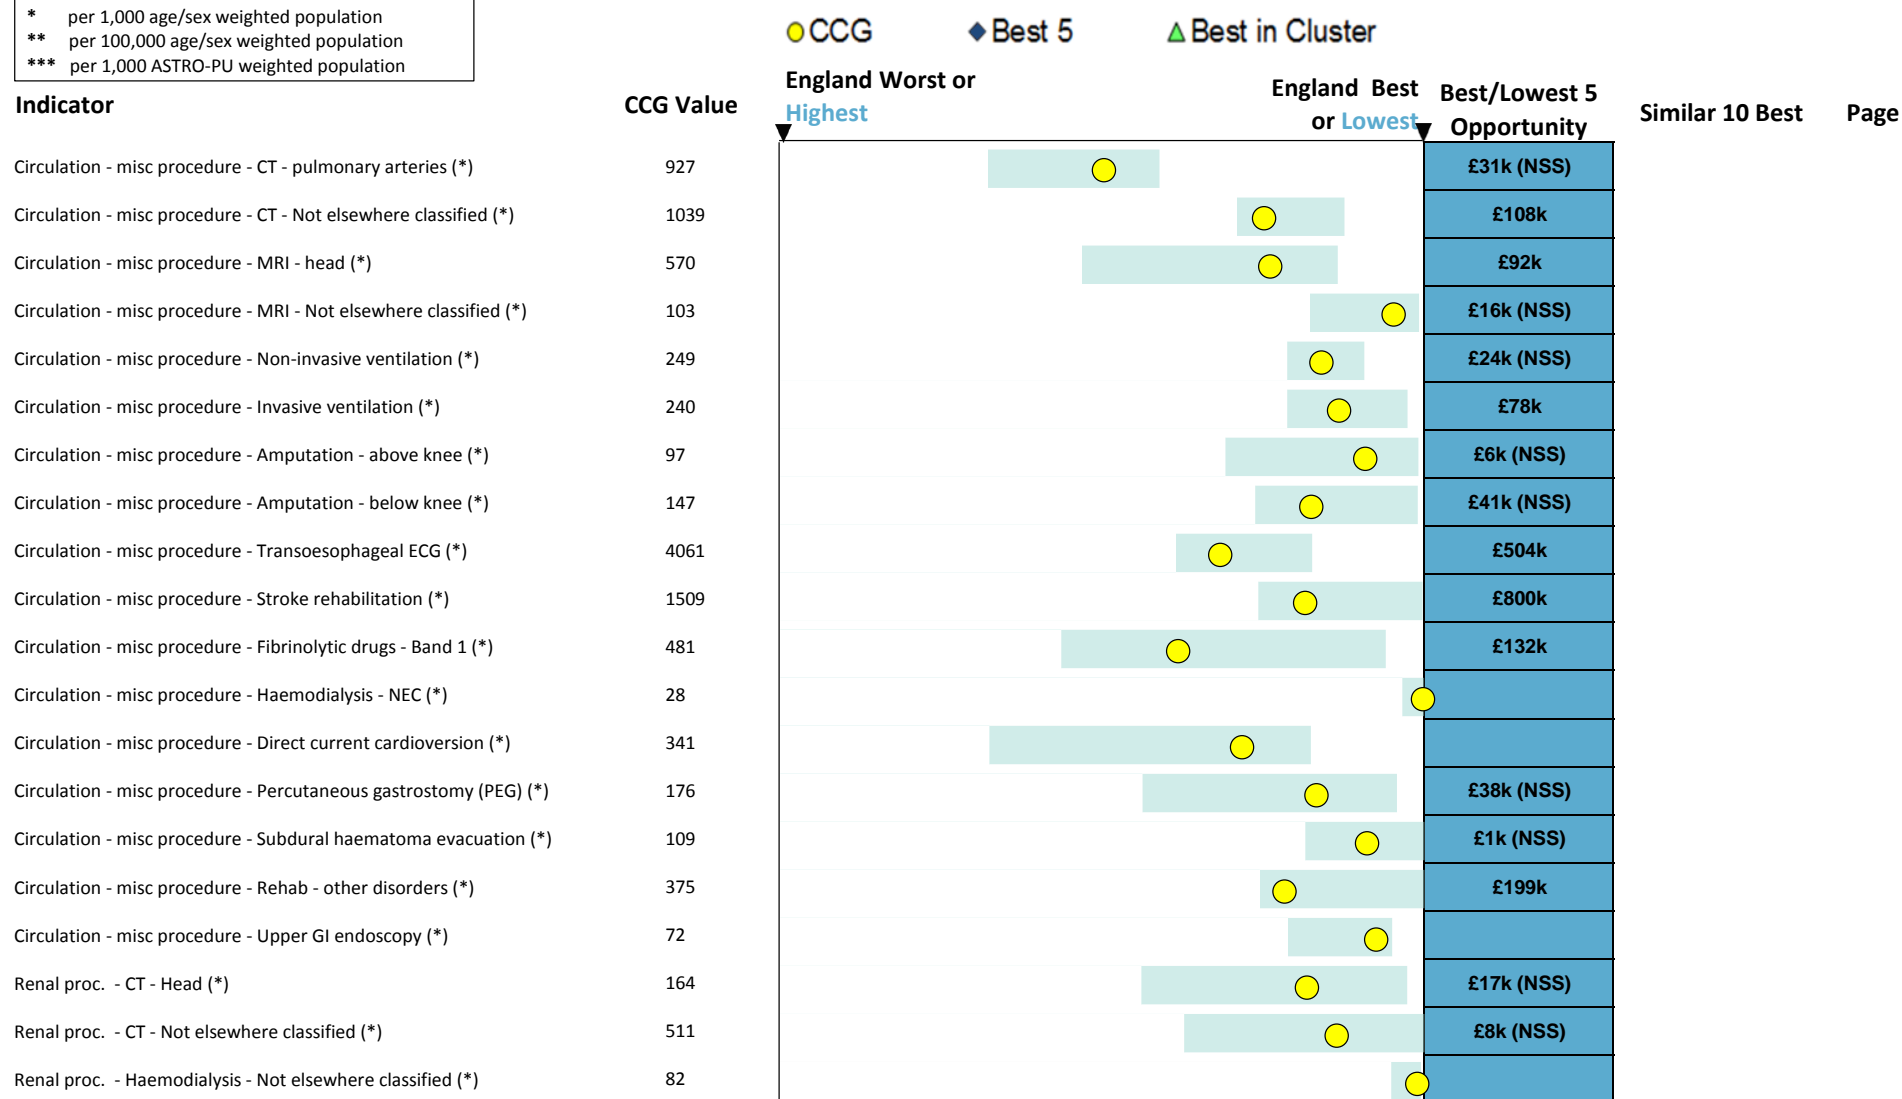 * per 1,000 age/sex weighted population
** per 100,000 age/sex weighted population
*** per 1,000 ASTRO-PU weighted population
CCG Best 5 Best in Cluster
Indicator CCG Value England Worst or Highest England Best or Lowest Best/Lowest 5 Opportunity Similar 10 Best Page
Circulation - misc procedure - CT - pulmonary arteries (*) 927 £31k (NSS)
Circulation - misc procedure - CT - Not elsewhere classified (*) 1039 £108k
Circulation - misc procedure - MRI - head (*) 570 £92k
Circulation - misc procedure - MRI - Not elsewhere classified (*) 103 £16k (NSS)
Circulation - misc procedure - Non-invasive ventilation (*) 249 £24k (NSS)
Circulation - misc procedure - Invasive ventilation (*) 240 £78k
Circulation - misc procedure - Amputation - above knee (*) 97 £6k (NSS)
Circulation - misc procedure - Amputation - below knee (*) 147 £41k (NSS)
Circulation - misc procedure - Transoesophageal ECG (*) 4061 £504k
Circulation - misc procedure - Stroke rehabilitation (*) 1509 £800k
Circulation - misc procedure - Fibrinolytic drugs - Band 1 (*) 481 £132k
Circulation - misc procedure - Haemodialysis - NEC (*) 28
Circulation - misc procedure - Direct current cardioversion (*) 341
Circulation - misc procedure - Percutaneous gastrostomy (PEG) (*) 176 £38k (NSS)
Circulation - misc procedure - Subdural haematoma evacuation (*) 109 £1k (NSS)
Circulation - misc procedure - Rehab - other disorders (*) 375 £199k
Circulation - misc procedure - Upper GI endoscopy (*) 72
Renal proc. - CT - Head (*) 164 £17k (NSS)
Renal proc. - CT - Not elsewhere classified (*) 511 £8k (NSS)
Renal proc. - Haemodialysis - Not elsewhere classified (*) 82